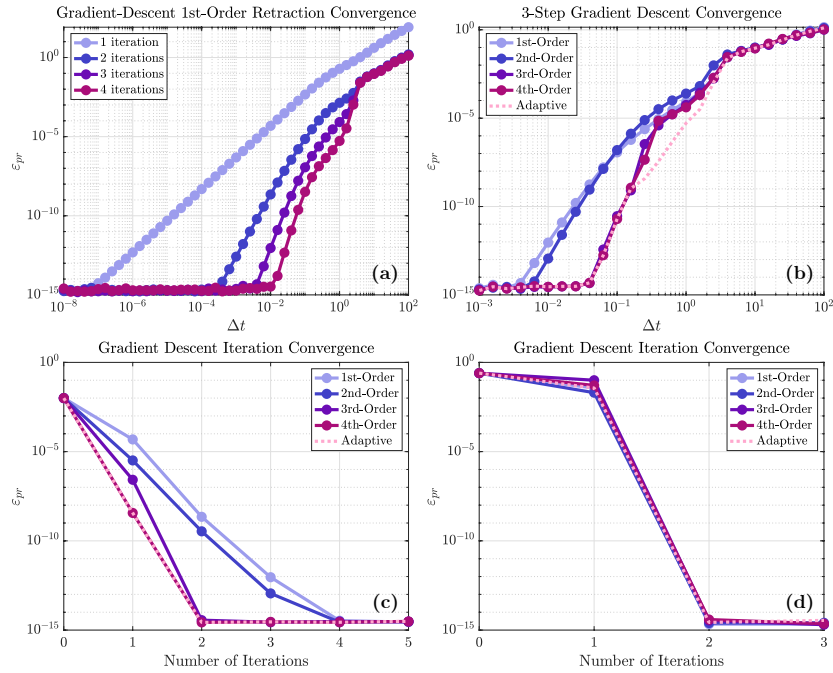 Gradient-Descent 1st-Order Retraction Convergence
10^0
10^-5
10^-10
10^-15
ε_pr
1 iteration
2 iterations
3 iterations
4 iterations
(a)
10^-8
10^-6
10^-4
10^-2
10^0
10^2
Δt
3-Step Gradient Descent Convergence
10^0
10^-5
10^-10
10^-15
ε_pr
1st-Order
2nd-Order
3rd-Order
4th-Order
Adaptive
(b)
10^-3
10^-2
10^-1
10^0
10^1
10^2
Δt
Gradient Descent Iteration Convergence
10^0
10^-5
10^-10
10^-15
ε_pr
1st-Order
2nd-Order
3rd-Order
4th-Order
Adaptive
(c)
0 1 2 3 4 5
Number of Iterations
Gradient Descent Iteration Convergence
10^0
10^-5
10^-10
10^-15
ε_pr
1st-Order
2nd-Order
3rd-Order
4th-Order
Adaptive
(d)
0 1 2 3
Number of Iterations